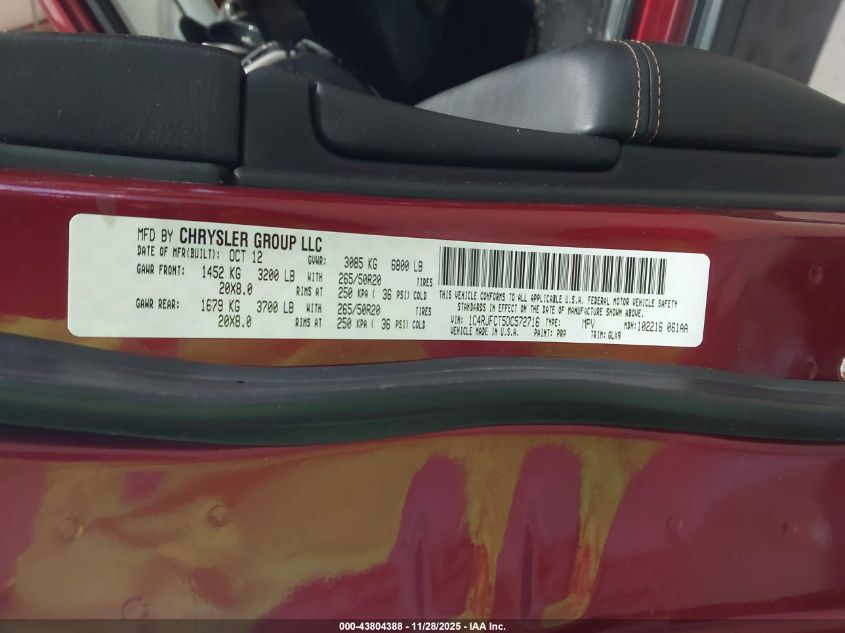 MFD BY CHRYSLER GROUP LLC
DATE OF MFR(BUILT): OCT 12 GVWR: 3085 KG 6800 LB
GAWR FRONT: 1452 KG 3200 LB WITH 265/50R20 TIRES
20X8.0 RIMS AT 250 KPA ( 36 PSI) COLD
GAWR REAR: 1679 KG 3700 LB WITH 265/50R20 TIRES
20X8.0 RIMS AT 250 KPA ( 36 PSI) COLD
THIS VEHICLE CONFORMS TO ALL APPLICABLE U.S.A. FEDERAL MOTOR VEHICLE SAFETY
STANDARDS IN EFFECT ON THE DATE OF MANUFACTURE SHOWN ABOVE.
VIN: 1C4RJFCT5DC572716 TYPE: MPV MDH:102216 061AA
VEHICLE MADE IN U.S.A. PAINT: PRP TRIM: GLX9
000-43804388 - 11/28/2025 - IAA Inc.